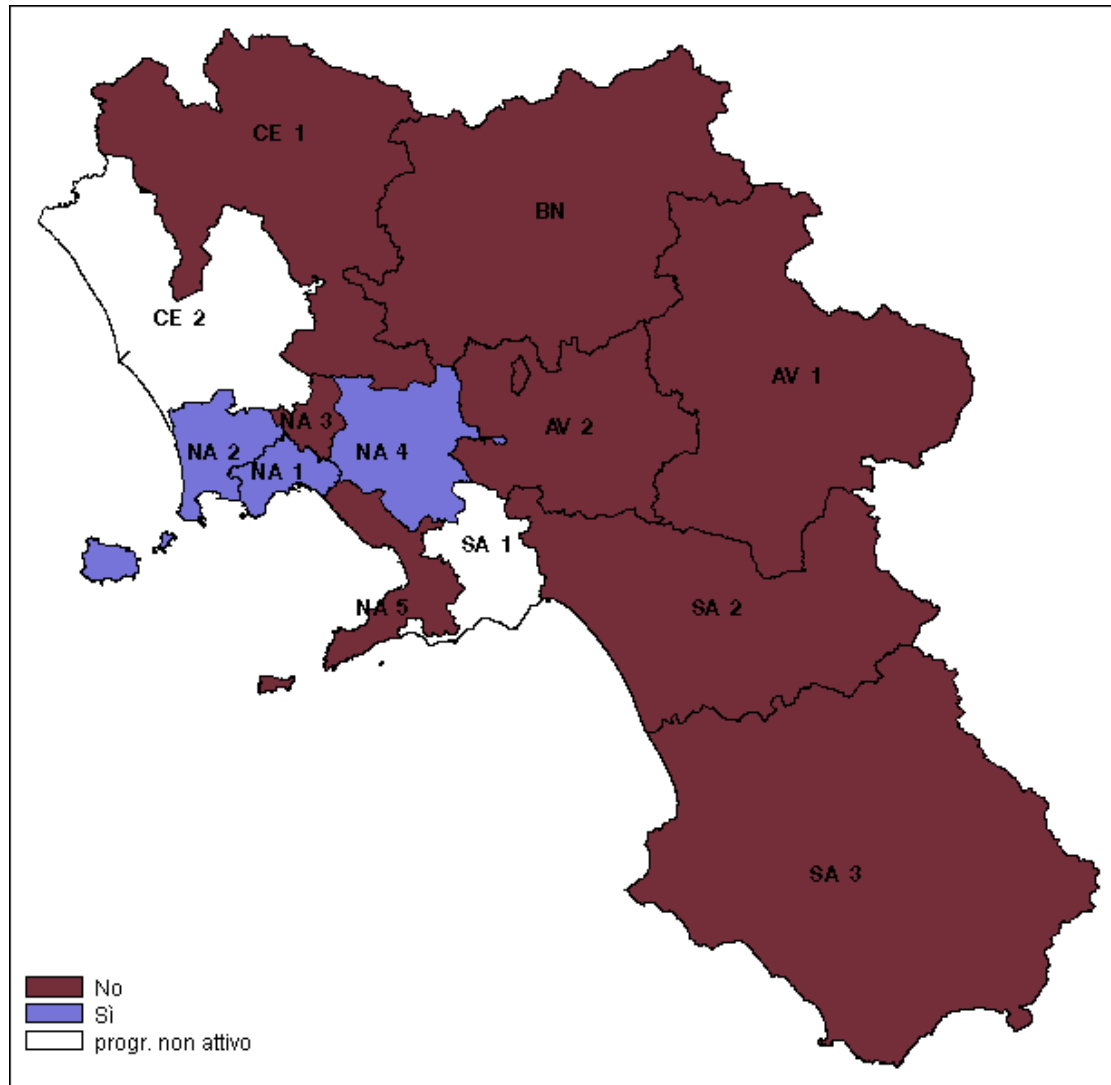 CE 1
BN
CE 2
AV 1
NA 3
AV 2
NA 2
NA 4
NA 1
SA 1
NA 5
SA 2
SA 3
No
Sì
progr. non attivo